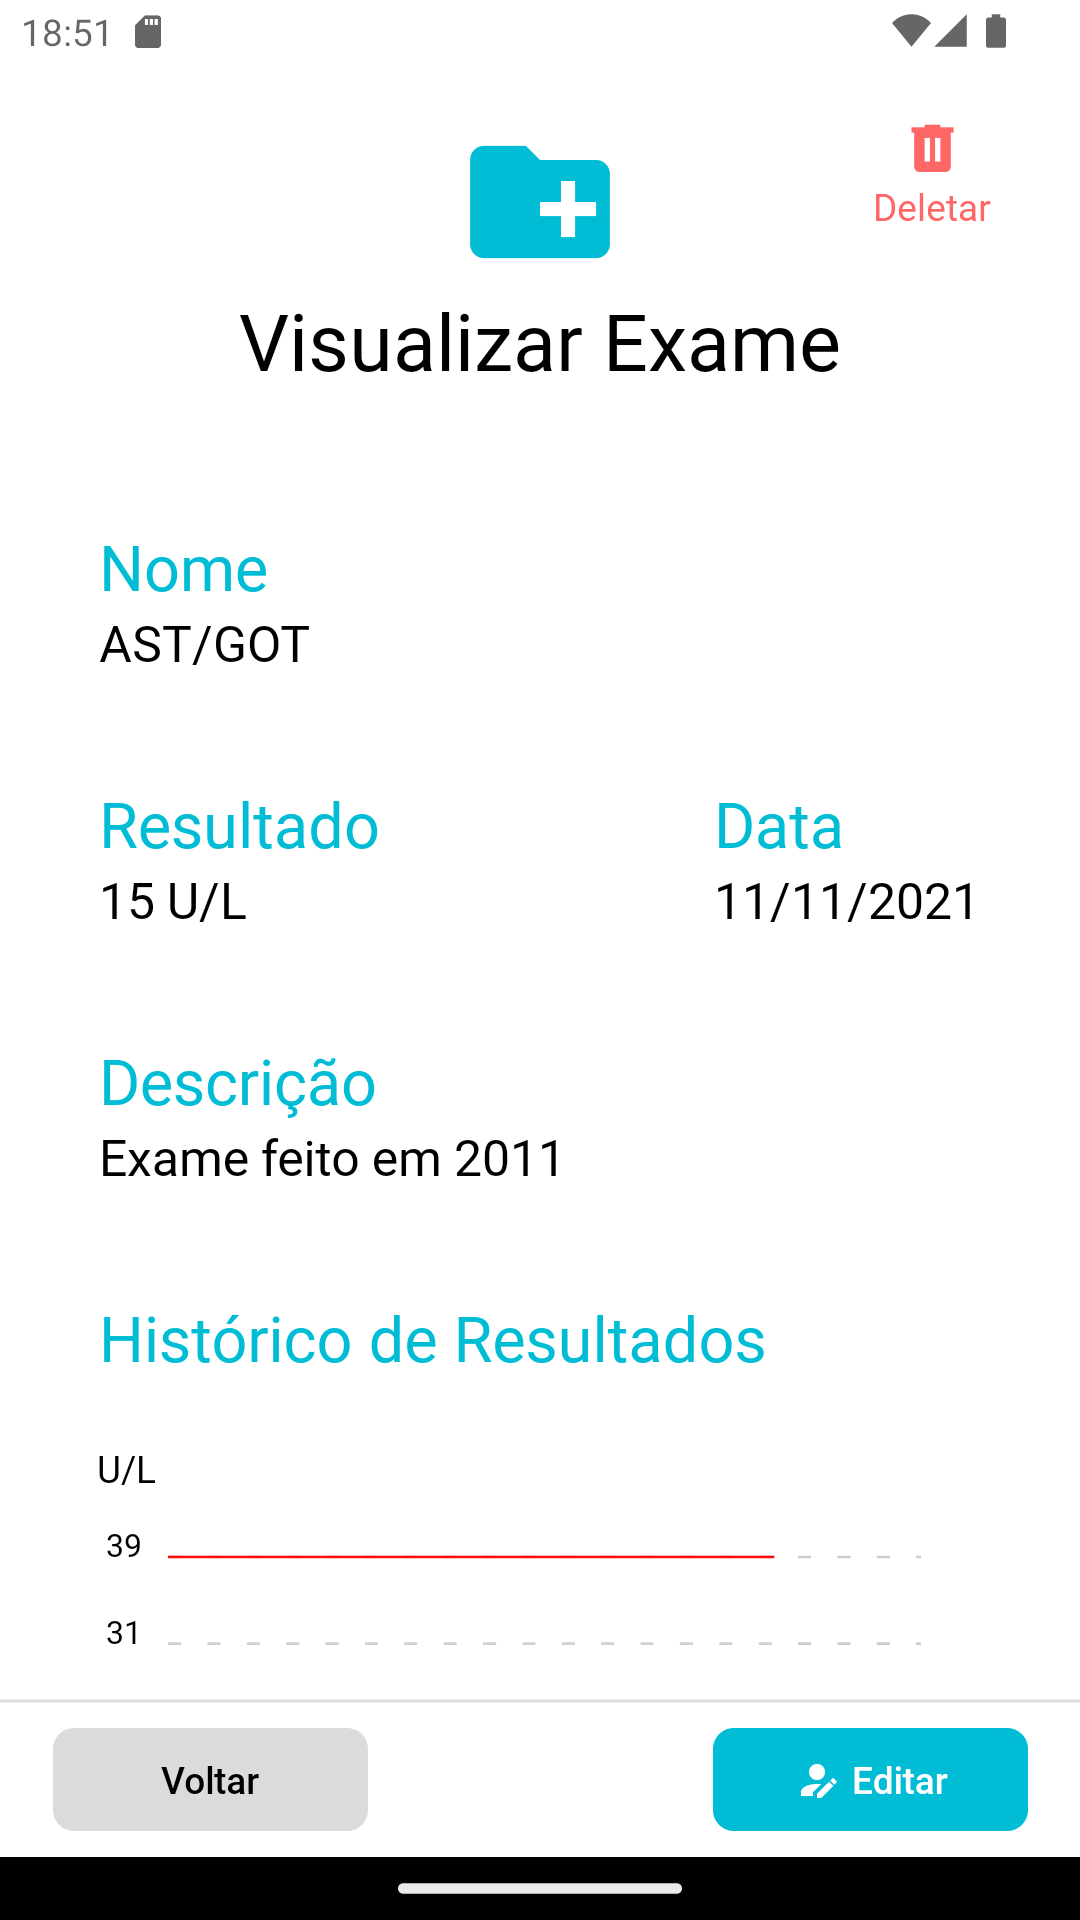 18:51
Deletar
Visualizar Exame
Nome
AST/GOT
Resultado Data
15 U/L 11/11/2021
Descrição
Exame feito em 2011
Histórico de Resultados
U/L
39
31
Voltar Editar